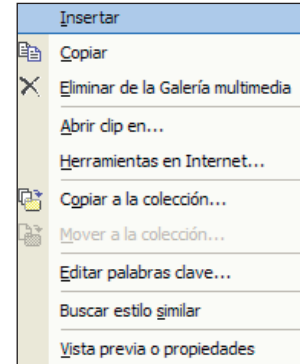 Insertar
Copiar
Eliminar de la Galería multimedia
Abrir clip en...
Herramientas en Internet...
Copiar a la colección...
Mover a la colección...
Editar palabras clave...
Buscar estilo similar
Vista previa o propiedades